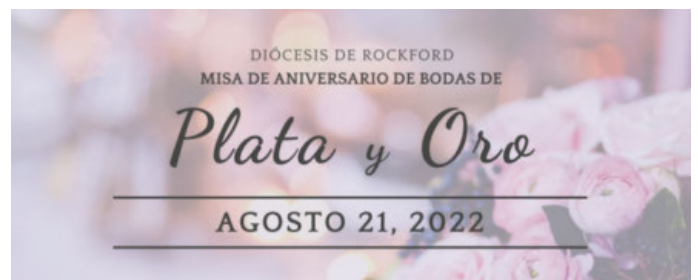 DIÓCESIS DE ROCKFORD
MISA DE ANIVERSARIO DE BODAS DE
Plata y Oro
AGOSTO 21, 2022